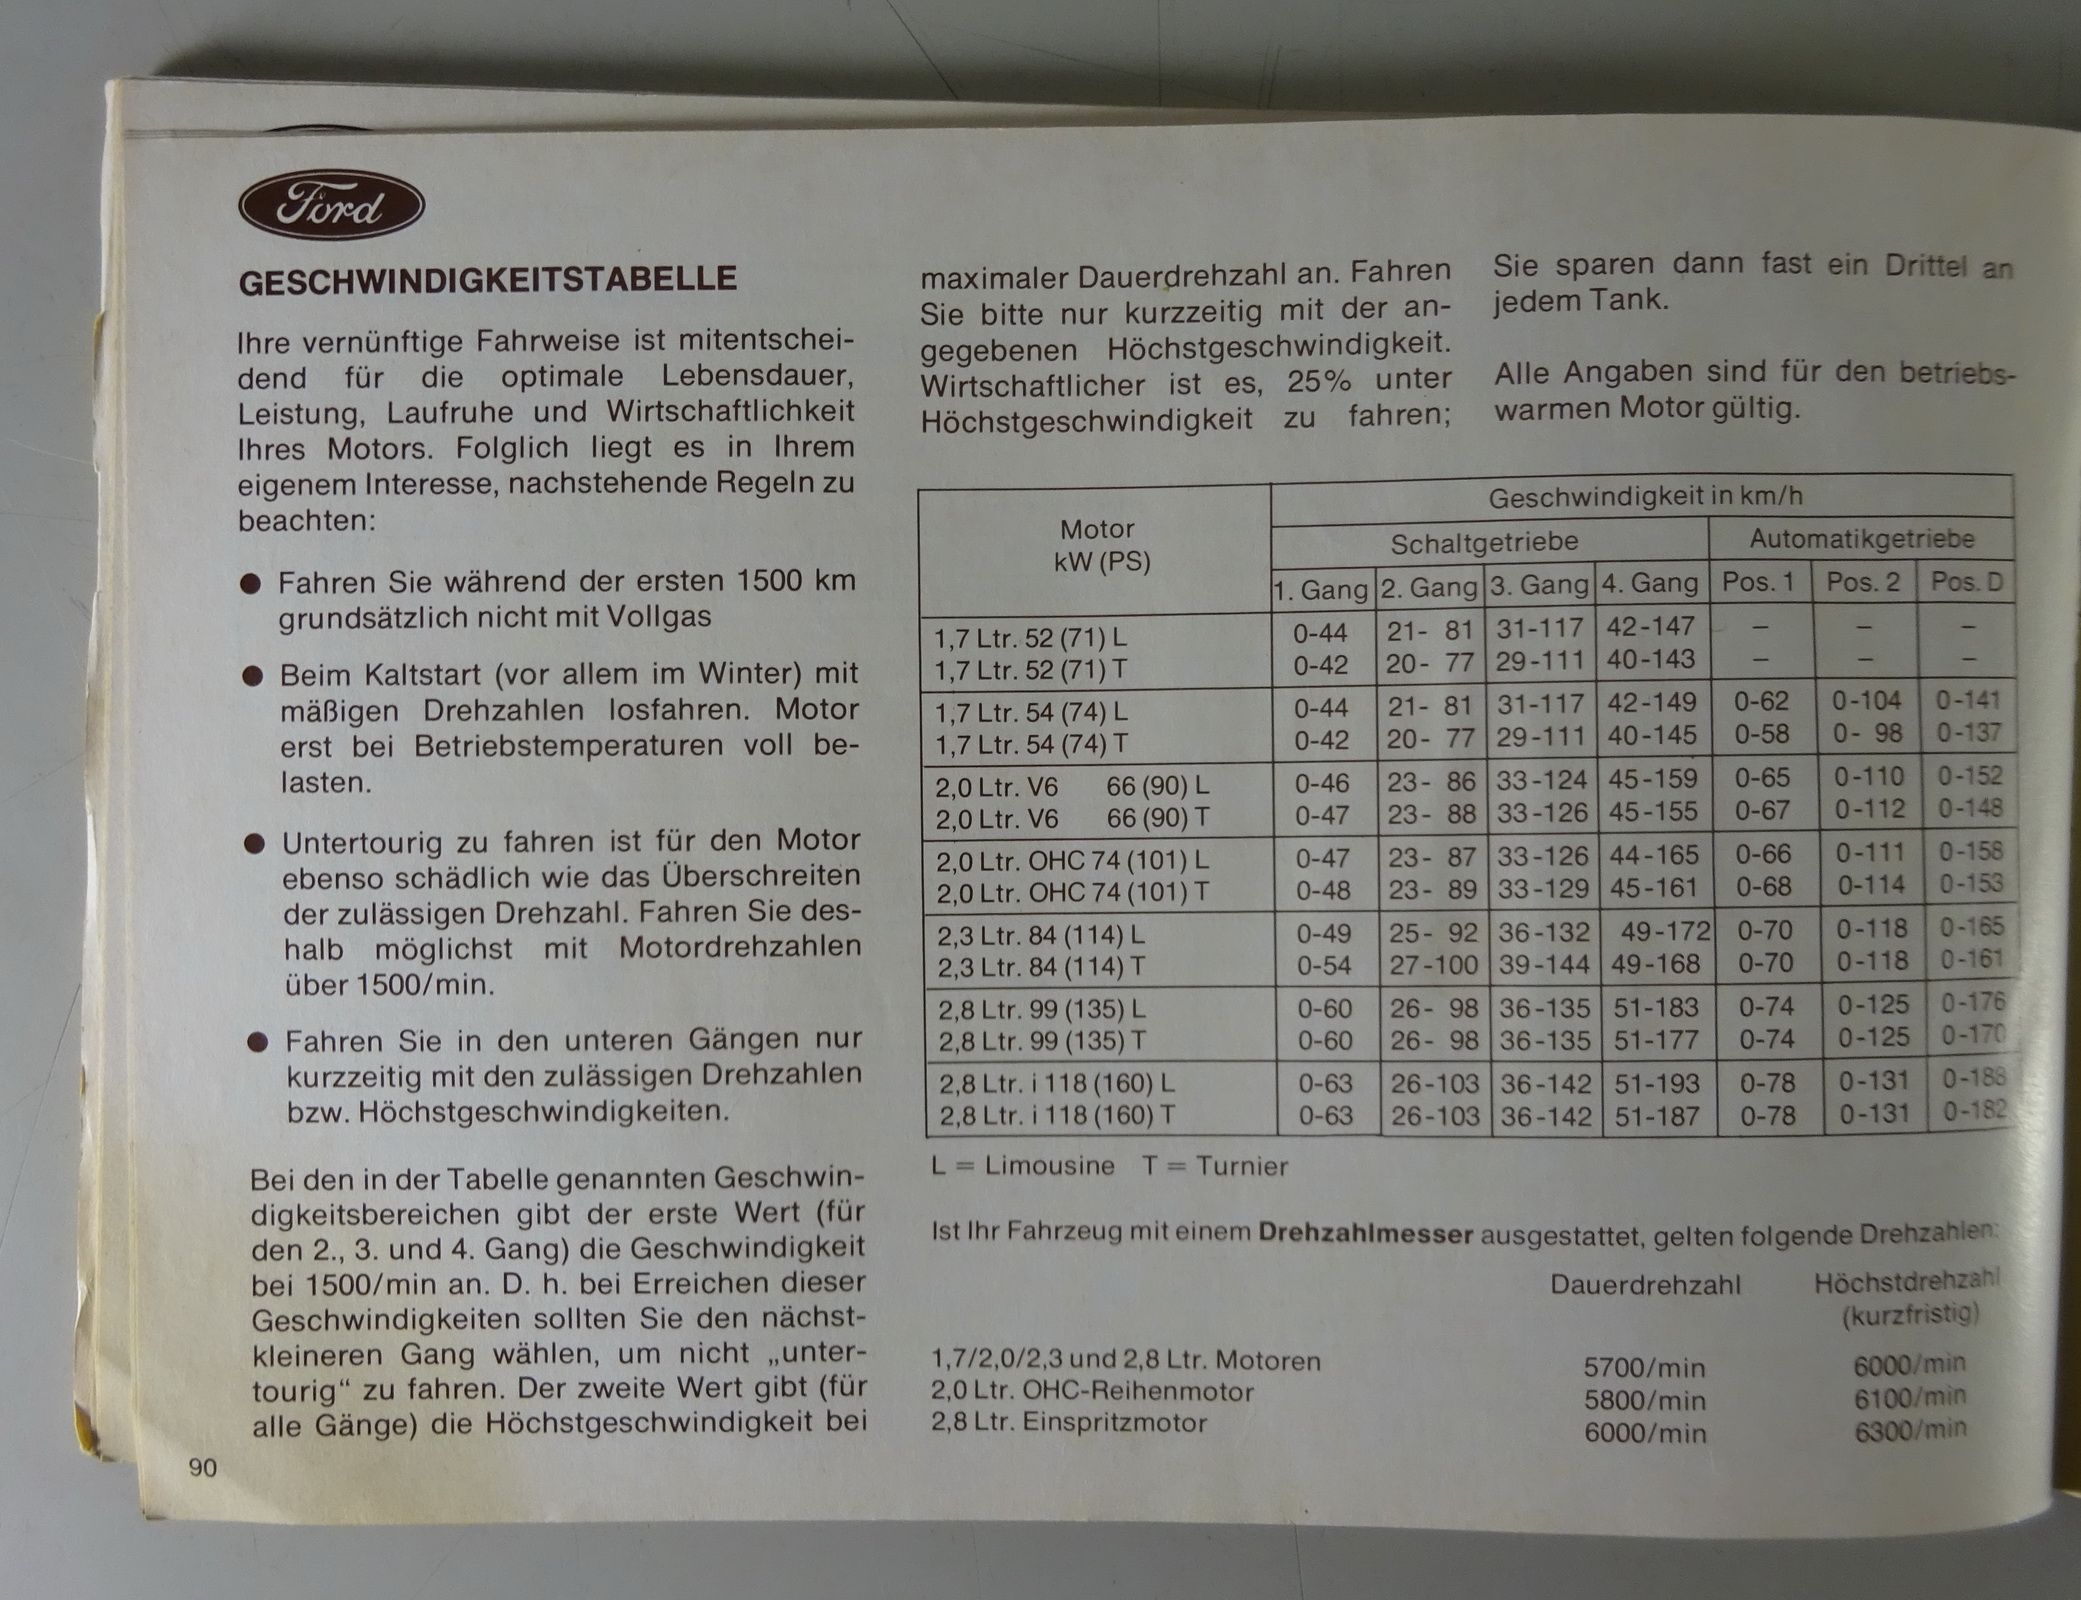 Ford
GESCHWINDIGKEITSTABELLE
Ihre vernünftige Fahrweise ist mitentschei-
dend für die optimale Lebensdauer,
Leistung, Laufruhe und Wirtschaftlichkeit
Ihres Motors. Folglich liegt es in Ihrem
eigenem Interesse, nachstehende Regeln zu
beachten:
● Fahren Sie während der ersten 1500 km
grundsätzlich nicht mit Vollgas
● Beim Kaltstart (vor allem im Winter) mit
mäßigen Drehzahlen losfahren. Motor
erst bei Betriebstemperaturen voll be-
lasten.
● Untertourig zu fahren ist für den Motor
ebenso schädlich wie das Überschreiten
der zulässigen Drehzahl. Fahren Sie des-
halb möglichst mit Motordrehzahlen
über 1500/min.
● Fahren Sie in den unteren Gängen nur
kurzzeitig mit den zulässigen Drehzahlen
bzw. Höchstgeschwindigkeiten.
Bei den in der Tabelle genannten Geschwin-
digkeitsbereichen gibt der erste Wert (für
den 2., 3. und 4. Gang) die Geschwindigkeit
bei 1500/min an. D. h. bei Erreichen dieser
Geschwindigkeiten sollten Sie den nächst-
kleineren Gang wählen, um nicht „unter-
tourig“ zu fahren. Der zweite Wert gibt (für
alle Gänge) die Höchstgeschwindigkeit bei
90
maximaler Dauerdrehzahl an. Fahren
Sie bitte nur kurzzeitig mit der an-
gegebenen Höchstgeschwindigkeit.
Wirtschaftlicher ist es, 25% unter
Höchstgeschwindigkeit zu fahren;
Sie sparen dann fast ein Drittel an
jedem Tank.
Alle Angaben sind für den betriebs-
warmen Motor gültig.
Motor
kW (PS)
Geschwindigkeit in km/h
Schaltgetriebe Automatikgetriebe
1. Gang 2. Gang 3. Gang 4. Gang Pos. 1 Pos. 2 Pos. D
1,7 Ltr. 52 (71) L 0-44 21- 81 31-117 42-147 – – –
1,7 Ltr. 52 (71) T 0-42 20- 77 29-111 40-143 – – –
1,7 Ltr. 54 (74) L 0-44 21- 81 31-117 42-149 0-62 0-104 0-141
1,7 Ltr. 54 (74) T 0-42 20- 77 29-111 40-145 0-58 0- 98 0-137
2,0 Ltr. V6 66 (90) L 0-46 23- 86 33-124 45-159 0-65 0-110 0-152
2,0 Ltr. V6 66 (90) T 0-47 23- 88 33-126 45-155 0-67 0-112 0-148
2,0 Ltr. OHC 74 (101) L 0-47 23- 87 33-126 44-165 0-66 0-111 0-158
2,0 Ltr. OHC 74 (101) T 0-48 23- 89 33-129 45-161 0-68 0-114 0-153
2,3 Ltr. 84 (114) L 0-49 25- 92 36-132 49-172 0-70 0-118 0-165
2,3 Ltr. 84 (114) T 0-54 27-100 39-144 49-168 0-70 0-118 0-161
2,8 Ltr. 99 (135) L 0-60 26- 98 36-135 51-183 0-74 0-125 0-176
2,8 Ltr. 99 (135) T 0-60 26- 98 36-135 51-177 0-74 0-125 0-170
2,8 Ltr. i 118 (160) L 0-63 26-103 36-142 51-193 0-78 0-131 0-188
2,8 Ltr. i 118 (160) T 0-63 26-103 36-142 51-187 0-78 0-131 0-182
L = Limousine T = Turnier
Ist Ihr Fahrzeug mit einem Drehzahlmesser ausgestattet, gelten folgende Drehzahlen:
Dauerdrehzahl Höchstdrehzahl
(kurzfristig)
1,7/2,0/2,3 und 2,8 Ltr. Motoren 5700/min 6000/min
2,0 Ltr. OHC-Reihenmotor 5800/min 6100/min
2,8 Ltr. Einspritzmotor 6000/min 6300/min